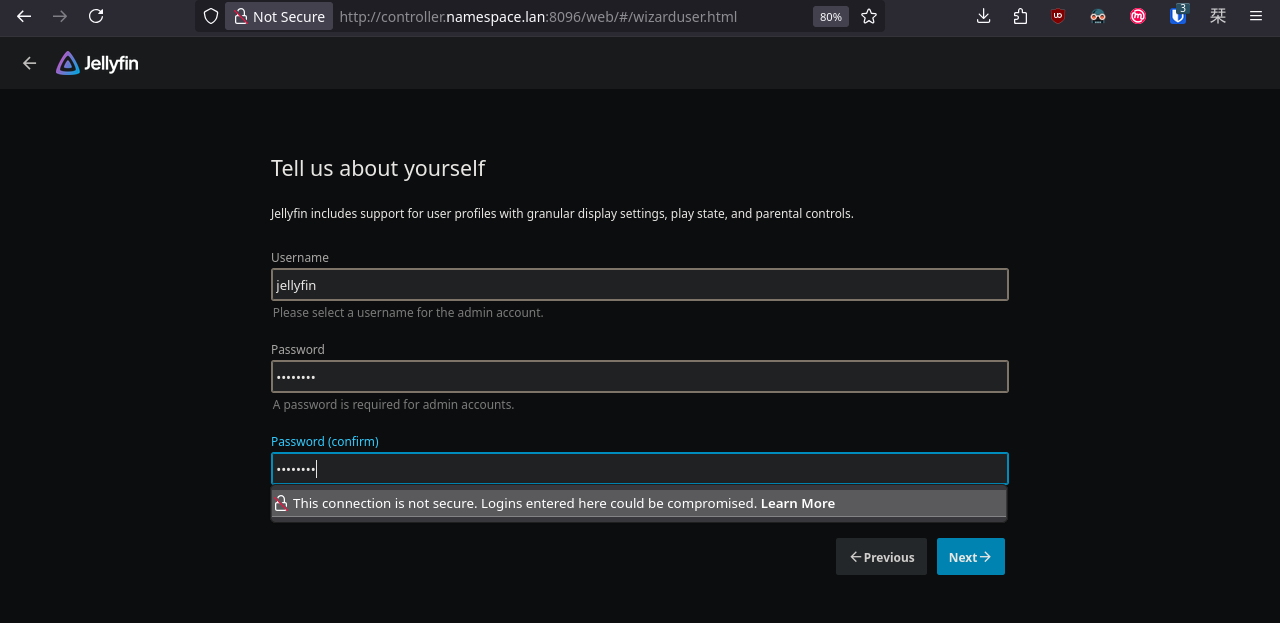 Not Secure http://controller.namespace.lan:8096/web/#/wizarduser.html 80% UD m 3 栞
Jellyfin
Tell us about yourself
Jellyfin includes support for user profiles with granular display settings, play state, and parental controls.
Username
jellyfin
Please select a username for the admin account.
Password
••••••••
A password is required for admin accounts.
Password (confirm)
••••••••
This connection is not secure. Logins entered here could be compromised. Learn More
Previous Next